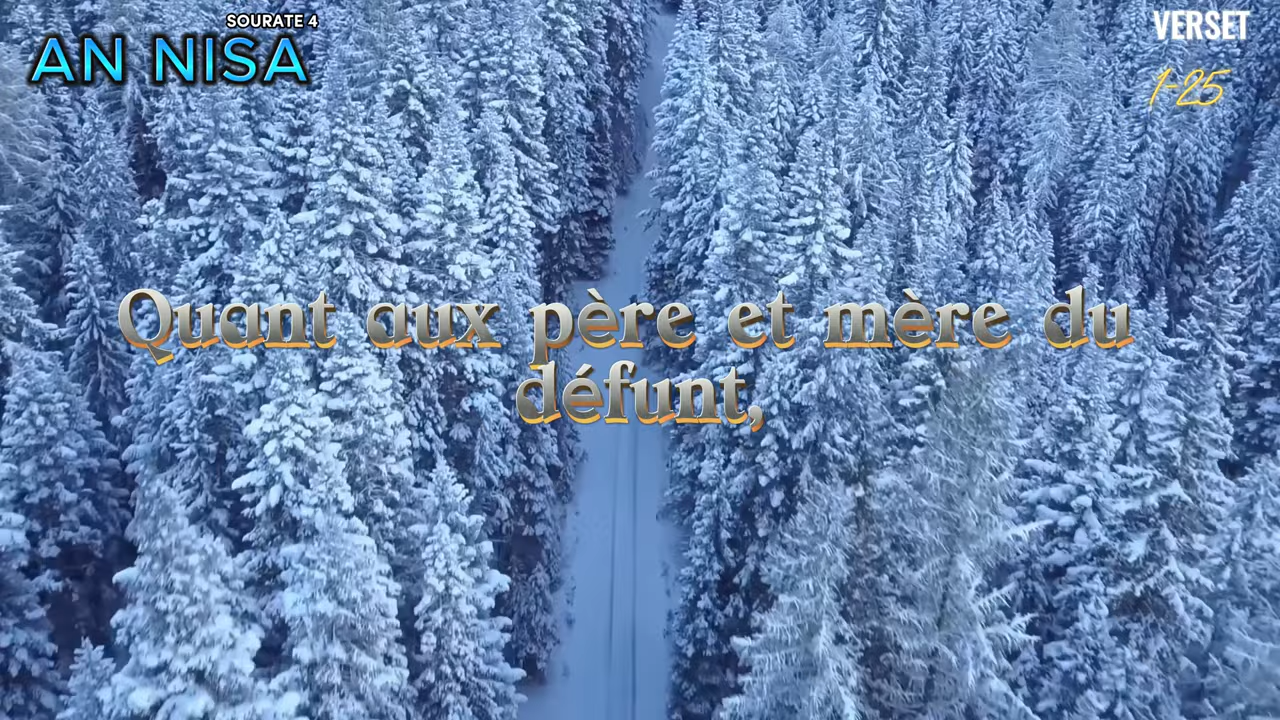 SOURATE 4
AN NISA
VERSET
1-25
Quant aux père et mère du
défunt,